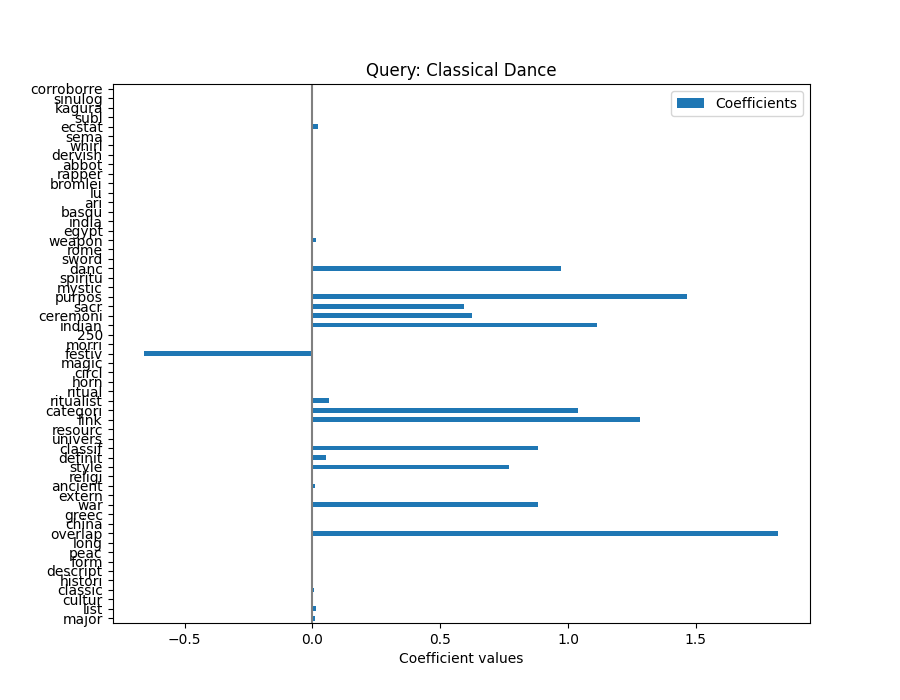 Query: Classical Dance
Coefficients
corroborre
sinulog
kagura
subl
ecstat
sema
whirl
dervish
abbot
rapper
bromlei
lu
ari
basqu
india
egypt
weapon
rome
sword
danc
spiritu
mystic
purpos
sacr
ceremoni
indian
250
morri
festiv
magic
circl
horn
ritual
ritualist
categori
link
resourc
univers
classif
definit
style
religi
ancient
extern
war
greec
china
overlap
long
peac
form
descript
histori
classic
cultur
list
major
−0.5 0.0 0.5 1.0 1.5
Coefficient values